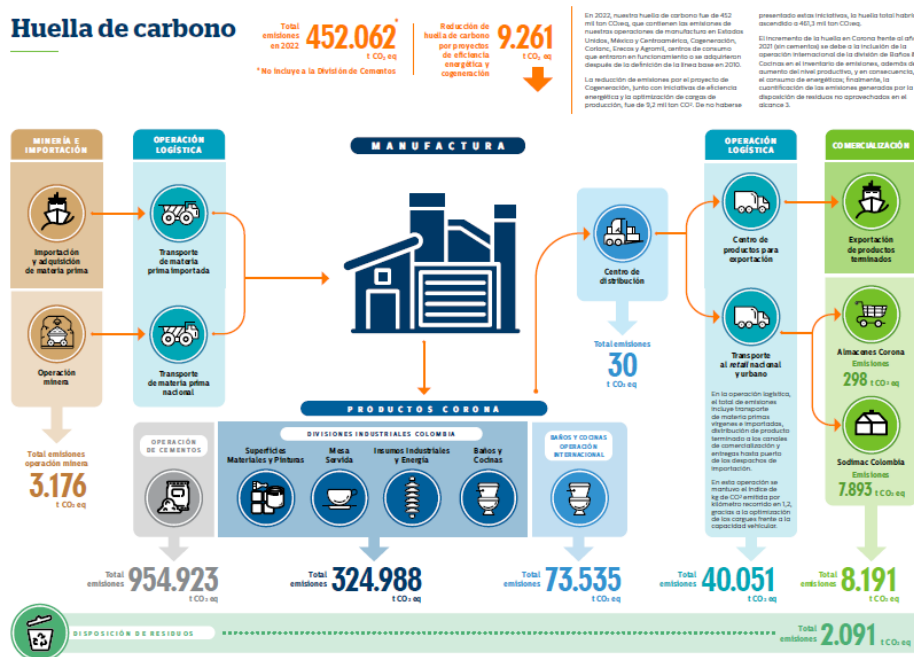 Huella de carbono
Total
emisiones
en 2022
452.062*
t CO₂ eq
*No incluye a la División de Cementos
Reducción de
huella de carbono
por proyectos
de eficiencia
energética y
cogeneración
9.261
t CO₂ eq
En 2022, nuestra huella de carbono fue de 452
mil ton CO₂eq, que contienen las emisiones de
nuestras operaciones de manufactura en Estados
Unidos, México y Centroamérica, Cogeneración,
Corlanc, Enecos y Agromil, centros de consumo
que entraron en funcionamiento o se adquirieron
después de la definición de la línea base en 2010.
La reducción de emisiones por el proyecto de
Cogeneración, junto con iniciativas de eficiencia
energética y la optimización de cargas de
producción, fue de 9,2 mil ton CO². De no haberse
presentado estas iniciativas, la huella total habría
ascendido a 461,3 mil ton CO₂eq.
El incremento de la huella en Corona frente al año
2021 (sin cementos) se debe a la inclusión de la
operación internacional de la división de Baños
Cocinas en el inventario de emisiones, además de
aumento del nivel productivo, y en consecuencia,
el consumo de energéticos; finalmente, la
cuantificación de las emisiones generadas por la
disposición de residuos no aprovechados en el
alcance 3.
MINERÍA E
IMPORTACIÓN
OPERACIÓN
LOGÍSTICA
MANUFACTURA
OPERACIÓN
LOGÍSTICA
COMERCIALIZACIÓN
Importación
y adquisición
de materia prima
Transporte
de materia
prima importada
Centro de
distribución
Centro de
productos para
exportación
Exportación
de productos
terminados
Operación
minera
Transporte
de materia prima
nacional
Total emisiones
30
t CO₂ eq
Transporte
al retail nacional
y urbano
Almacenes Corona
Emisiones
298 t CO₂ eq
Sodimac Colombia
Emisiones
7.893 t CO₂ eq
En la operación logística,
el total de emisiones
incluye transporte
de materias primas
vírgenes e importadas,
distribución de producto
terminado a los canales
de comercialización y
entregas hasta puerto
de los despachos de
importación.
En esta operación se
mantuvo el índice de
kg de CO² emitida por
kilómetro recorrido en 1,2,
gracias a la optimización
de los cargues frente a la
capacidad vehicular.
Total emisiones
operación minera
3.176
t CO₂ eq
PRODUCTOS CORONA
OPERACIÓN
DE CEMENTOS
DIVISIONES INDUSTRIALES COLOMBIA
Superficies
Materiales y Pinturas
Mesa
Servida
Insumos Industriales
y Energía
Baños y
Cocinas
BAÑOS Y COCINAS
OPERACIÓN
INTERNACIONAL
Total
emisiones
954.923
t CO₂ eq
Total
emisiones
324.988
t CO₂ eq
Total
emisiones
73.535
t CO₂ eq
Total
emisiones
40.051
t CO₂ eq
Total
emisiones
8.191
t CO₂ eq
DISPOSICIÓN DE RESIDUOS
Total
emisiones
2.091
t CO₂ eq